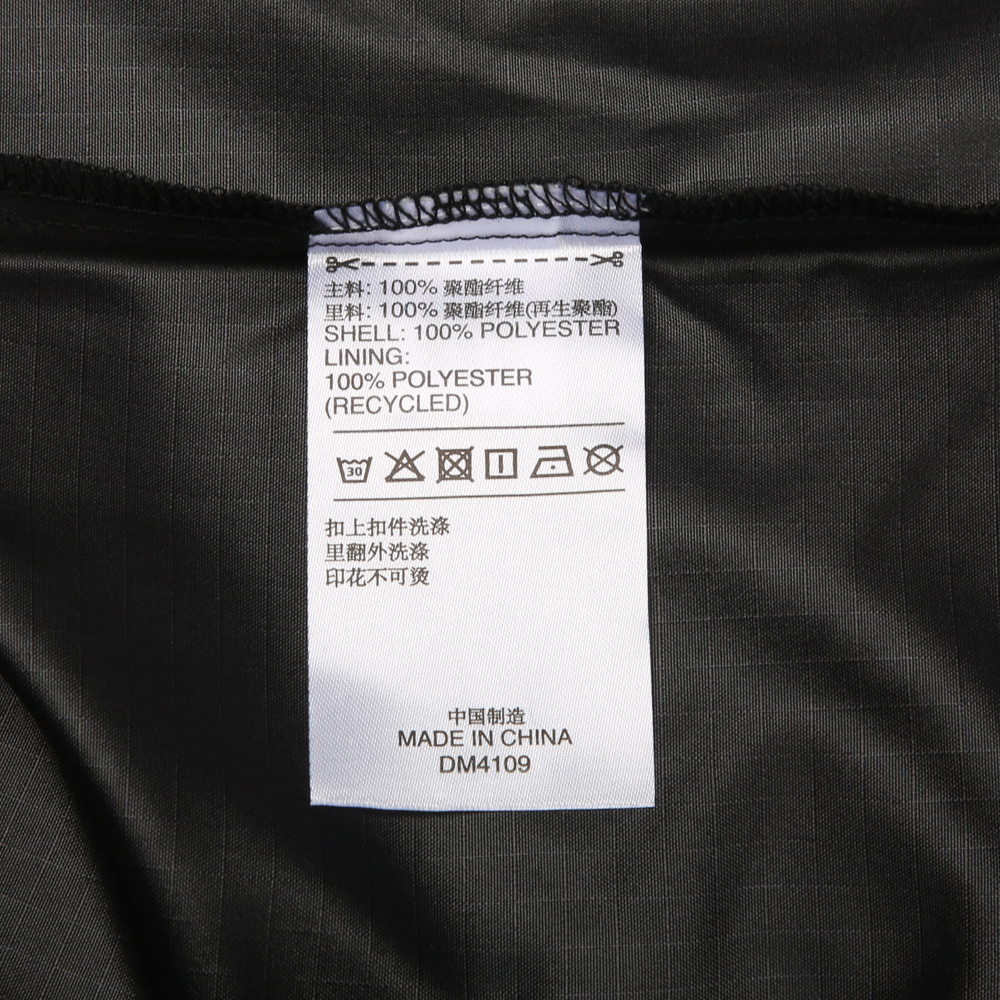 主料: 100% 聚酯纤维
里料: 100% 聚酯纤维(再生聚酯)
SHELL: 100% POLYESTER
LINING:
100% POLYESTER
(RECYCLED)
30
扣上扣件洗涤
里翻外洗涤
印花不可烫
中国制造
MADE IN CHINA
DM4109